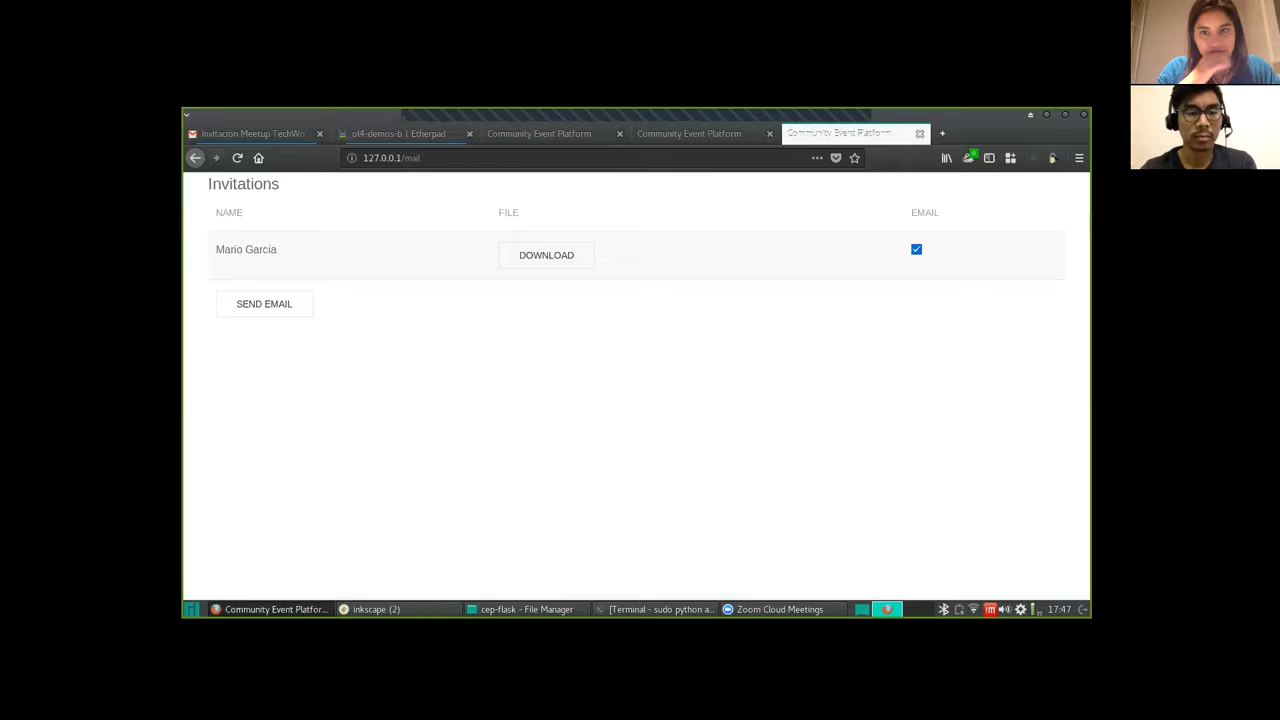 Invitación Meetup TechWo
ol4-demos-b | Etherpad
Community Event Platform
Community Event Platform
Community Event Platform
127.0.0.1/mail
Invitations
NAME FILE EMAIL
Mario García DOWNLOAD
SEND EMAIL
Community Event Platfor...
inkscape (2)
cep-flask - File Manager
[Terminal - sudo python a...
Zoom Cloud Meetings
17:47